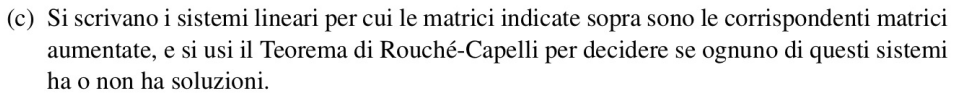 (c) Si scrivano i sistemi lineari per cui le matrici indicate sopra sono le corrispondenti matrici
aumentate, e si usi il Teorema di Rouché-Capelli per decidere se ognuno di questi sistemi
ha o non ha soluzioni.